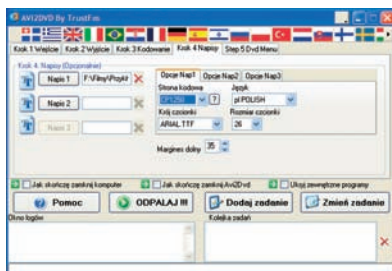 AVI2DVD By TrustFm
Krok 1 Wejście Krok 2 Wyjście Krok 3 Kodowanie Krok 4 Napisy Step 5 Dvd Menu
Krok 4. Napisy (Opcjonalnie)
Napis 1 F:\Filmy\Przykł
Napis 2
Napis 3
Opcje Nap1 Opcje Nap2 Opcje Nap3
Strona kodowa Język
CP1250 ? pl:POLISH
Krój czcionki Rozmiar czcionki
ARIAL.TTF 26
Margines dolny 35
Jak skończę zamknij komputer Jak skończę zamknij Avi2Dvd Ukryj zewnętrzne programy
Pomoc ODPALAJ !!! Dodaj zadanie Zmień zadanie
Okno logów Kolejka zadań